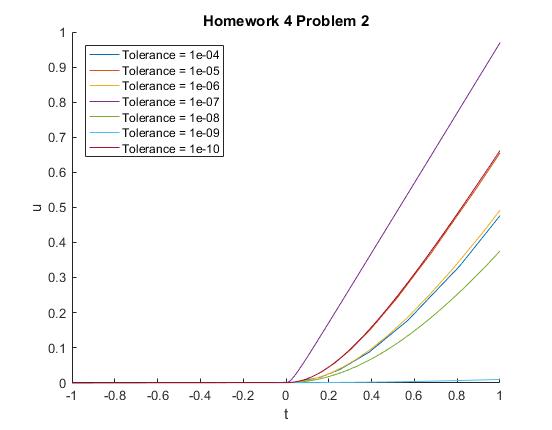 Homework 4 Problem 2
1
0.9
0.8
0.7
0.6
0.5
0.4
0.3
0.2
0.1
0
u
Tolerance = 1e-04
Tolerance = 1e-05
Tolerance = 1e-06
Tolerance = 1e-07
Tolerance = 1e-08
Tolerance = 1e-09
Tolerance = 1e-10
-1 -0.8 -0.6 -0.4 -0.2 0 0.2 0.4 0.6 0.8 1
t